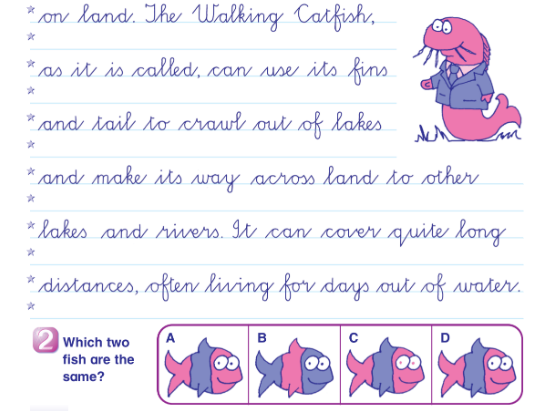 * on land. The Walking Catfish,
*
* as it is called, can use its fins
*
* and tail to crawl out of lakes
*
* and make its way across land to other
*
* lakes and rivers. It can cover quite long
*
* distances, often living for days out of water.
*
2 Which two
fish are the
same?
A B C D